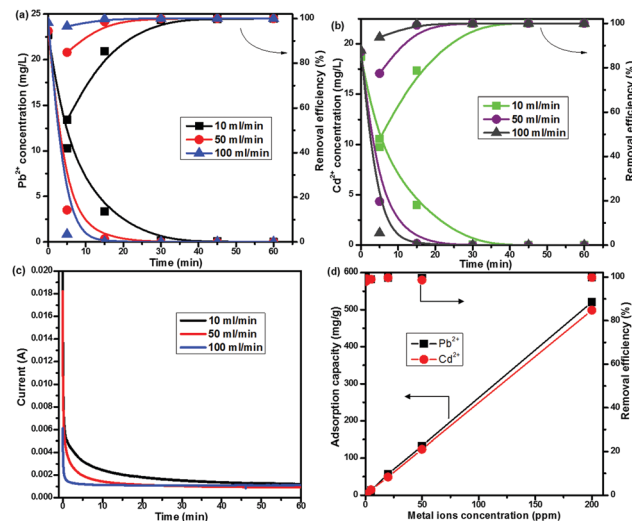 (a)
25
20
15
10
5
0
Pb2+ concentration (mg/L)
100
80
60
40
20
0
Removal efficiency (%)
10 ml/min
50 ml/min
100 ml/min
0 10 20 30 40 50 60
Time (min)
(b)
20
15
10
5
0
Cd2+ concentration (mg/L)
100
80
60
40
20
0
Removal efficiency (%)
10 ml/min
50 ml/min
100 ml/min
0 10 20 30 40 50 60
Time (min)
(c)
0.020
0.018
0.016
0.014
0.012
0.010
0.008
0.006
0.004
0.002
0.000
Current (A)
10 ml/min
50 ml/min
100 ml/min
0 10 20 30 40 50 60
Time (min)
(d)
600
500
400
300
200
100
0
Adsorption capacity (mg/g)
100
80
60
40
20
0
Removal efficiency (%)
Pb2+
Cd2+
0 50 100 150 200
Metal ions concentration (ppm)